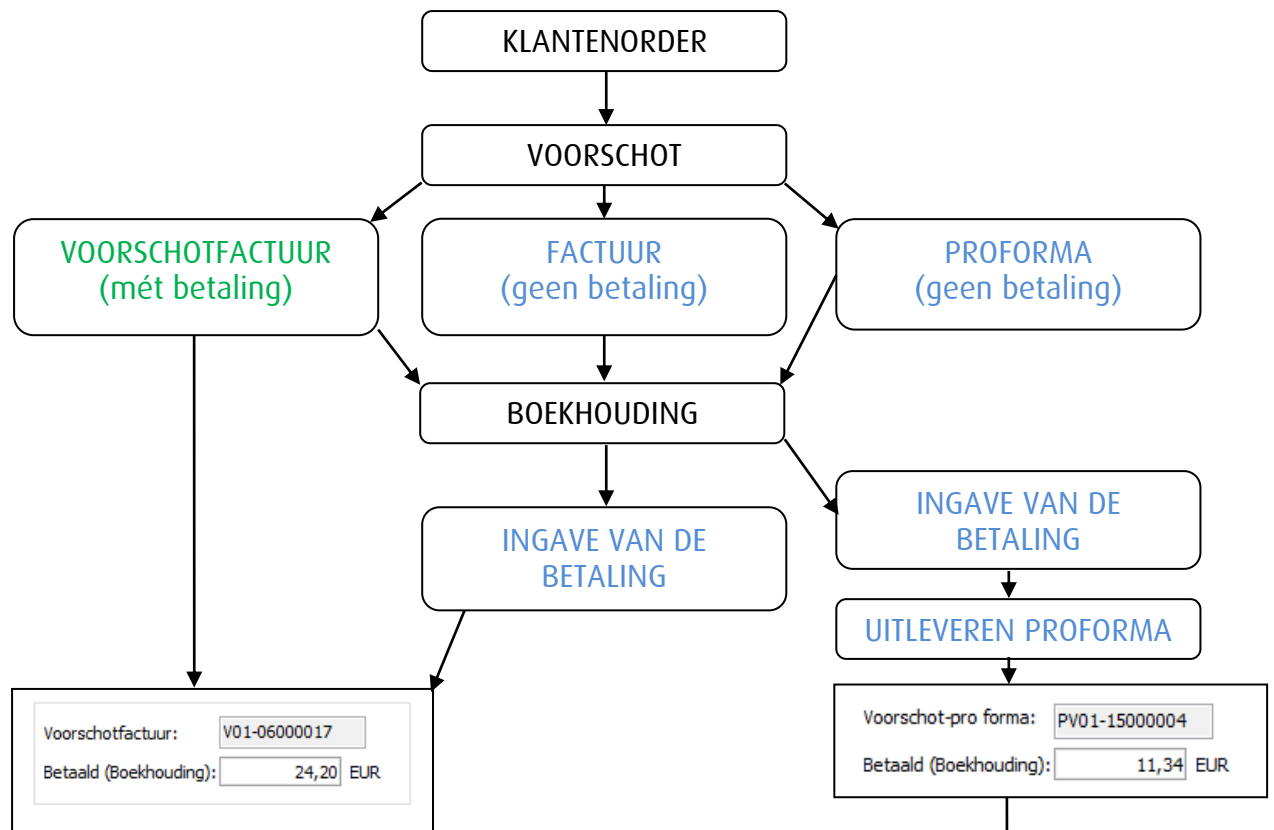 KLANTENORDER
VOORSCHOT
VOORSCHOTFACTUUR
(mét betaling)
FACTUUR
(geen betaling)
PROFORMA
(geen betaling)
BOEKHOUDING
INGAVE VAN DE
BETALING
INGAVE VAN DE
BETALING
UITLEVEREN PROFORMA
Voorschotfactuur: V01-06000017
Betaald (Boekhouding): 24,20 EUR
Voorschot-pro forma: PV01-15000004
Betaald (Boekhouding): 11,34 EUR